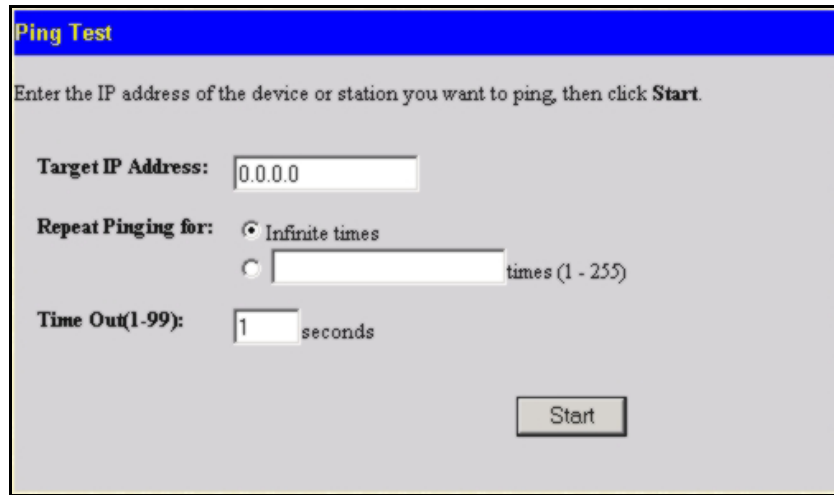 Ping Test
Enter the IP address of the device or station you want to ping, then click Start.
Target IP Address: 0.0.0.0
Repeat Pinging for: Infinite times
times (1 - 255)
Time Out(1-99): 1 seconds
Start